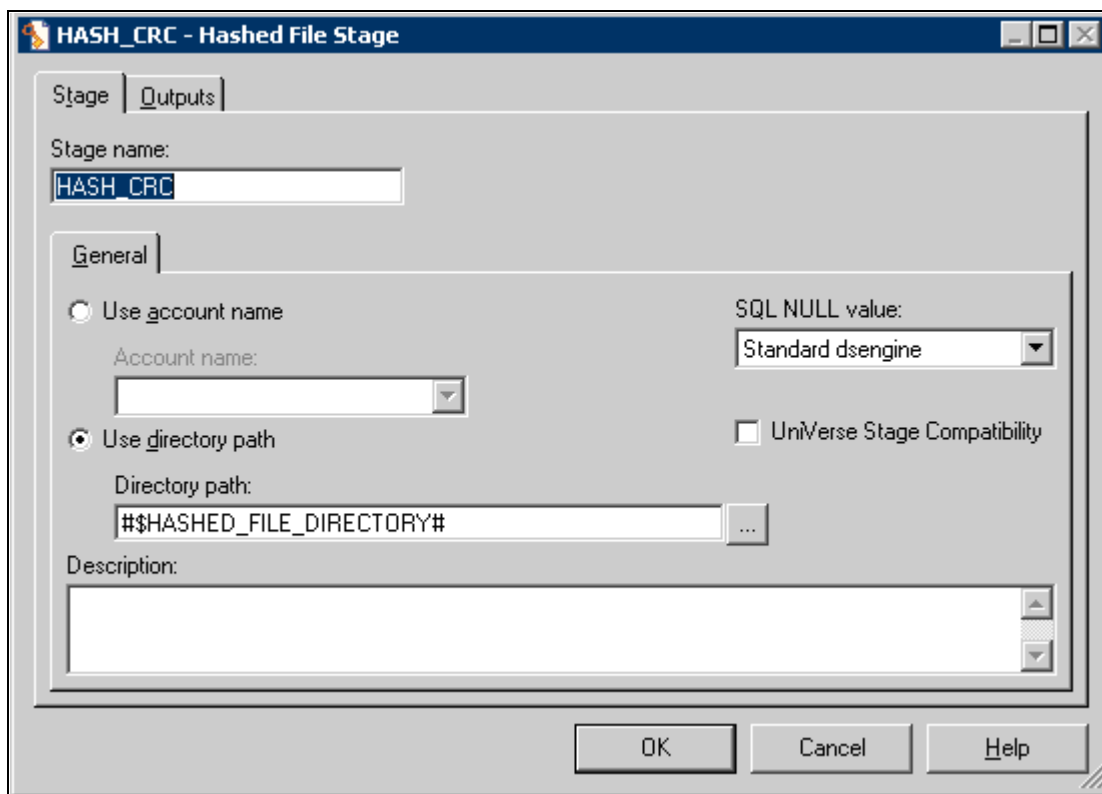 HASH_CRC - Hashed File Stage
Stage Outputs
Stage name:
HASH_CRC
General
Use account name
SQL NULL value:
Account name:
Standard dsengine
Use directory path
UniVerse Stage Compatibility
Directory path:
#$HASHED_FILE_DIRECTORY#
...
Description:
OK Cancel Help